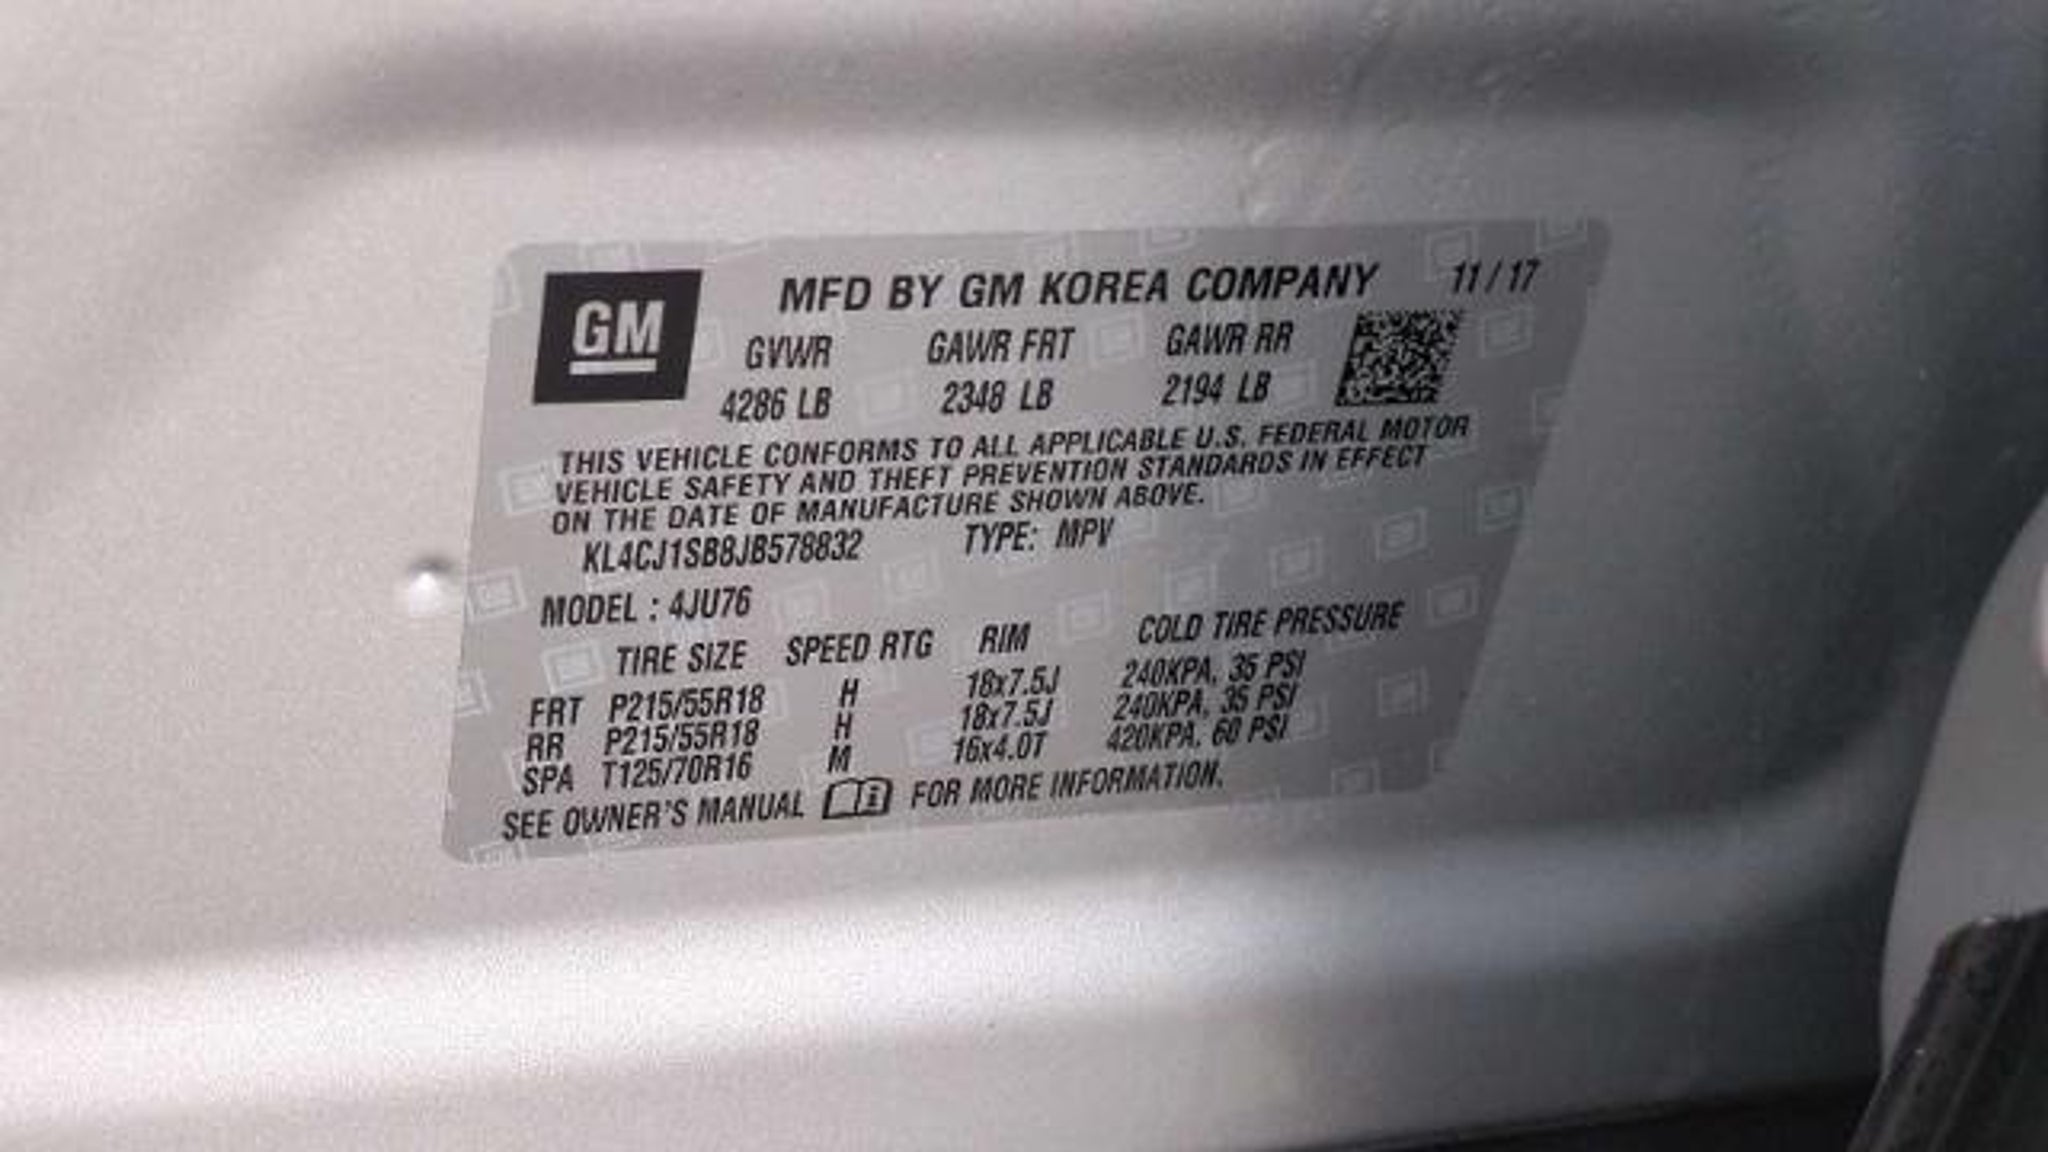 GM MFD BY GM KOREA COMPANY 11/17
GVWR GAWR FRT GAWR RR
4286 LB 2348 LB 2194 LB
THIS VEHICLE CONFORMS TO ALL APPLICABLE U.S. FEDERAL MOTOR
VEHICLE SAFETY AND THEFT PREVENTION STANDARDS IN EFFECT
ON THE DATE OF MANUFACTURE SHOWN ABOVE.
KL4CJ1SB8JB578832 TYPE: MPV
MODEL : 4JU76
TIRE SIZE SPEED RTG RIM COLD TIRE PRESSURE
FRT P215/55R18 H 18x7.5J 240KPA, 35 PSI
RR P215/55R18 H 18x7.5J 240KPA, 35 PSI
SPA T125/70R16 M 16x4.0T 420KPA, 60 PSI
SEE OWNER'S MANUAL FOR MORE INFORMATION.